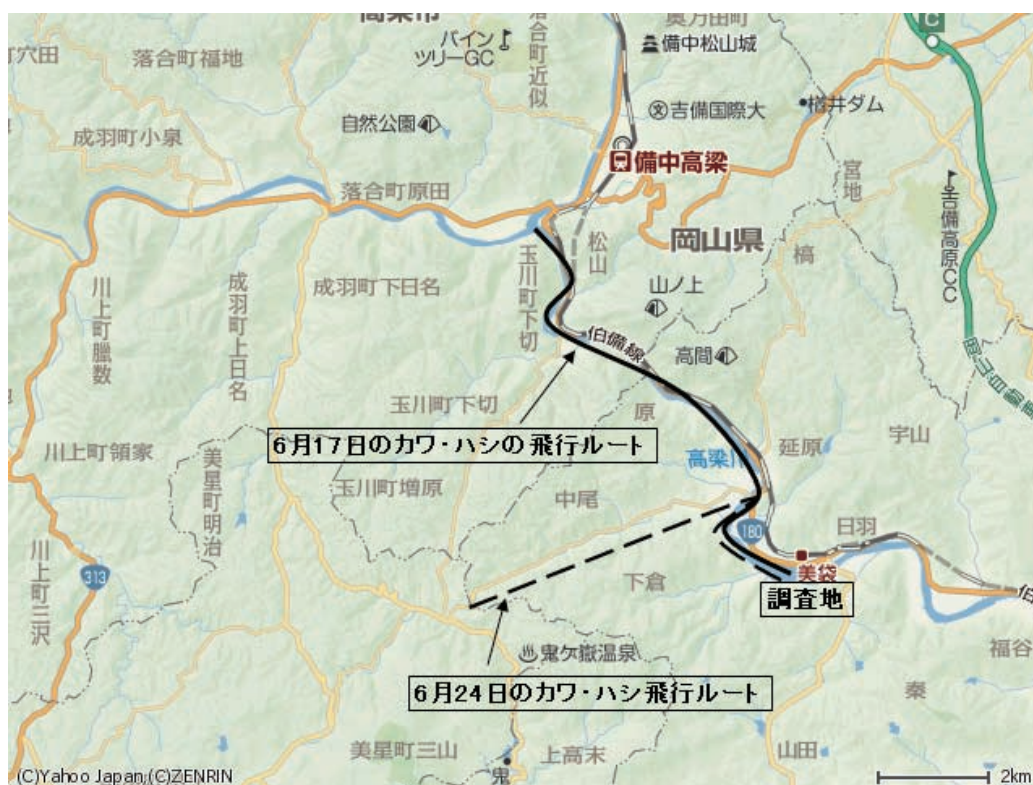 高梁市
落合町近似
奥万田町
C
バイン
ツリーGC
備中松山城
穴田
落合町福地
楢井ダム
文吉備国際大
自然公園
成羽町小泉
備中高梁
宮地
落合町原田
吉備高原CC
岡山県
松山
槁
玉川町下切
成羽町上日名
成羽町下日名
川上町臘数
山ノ上
伯備線
高間
岡山自動車
玉川町下切
原
6月17日のカワ・ハシの飛行ルート
川上町領家
美星町明治
高梁川
延原
宇山
玉川町増原
中尾
180
日羽
川上町三沢
313
美袋
下倉
調査地
伯
鬼ケ嶽温泉
福谷
6月24日のカワ・ハシ飛行ルート
秦
美星町三山
上高末
山田
鬼
(C)Yahoo Japan,(C)ZENRIN
2km